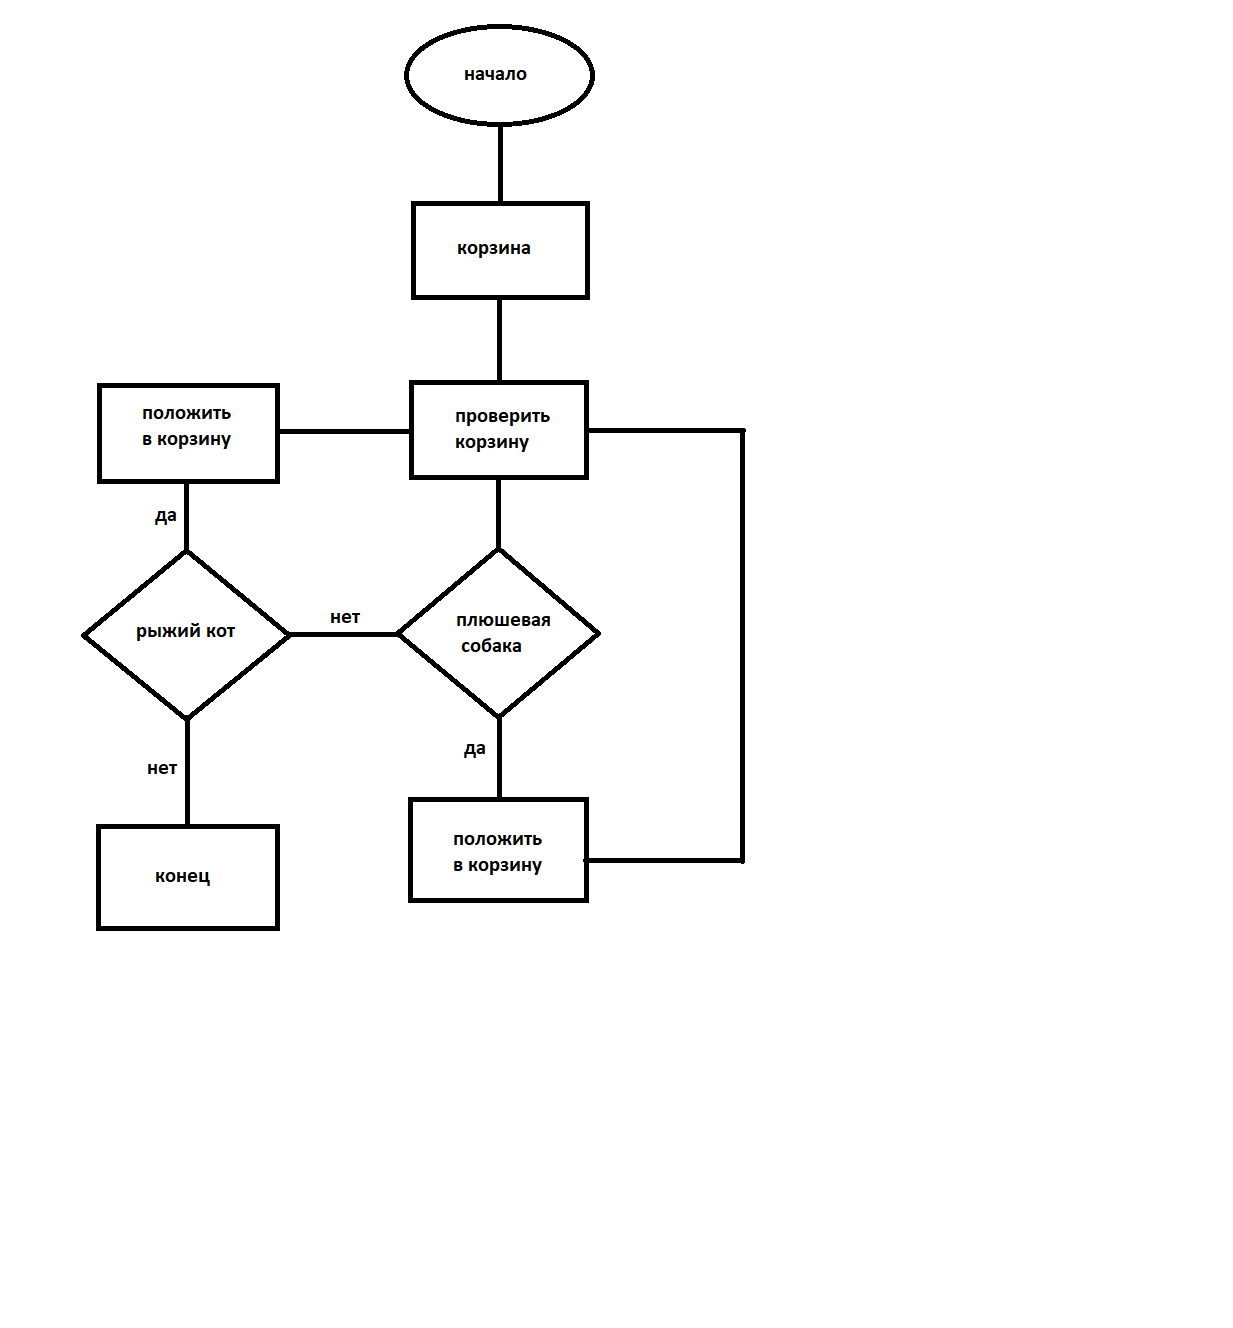 начало
корзина
положить
в корзину
проверить
корзину
да
рыжий кот
нет
плюшевая
собака
нет
да
конец
положить
в корзину